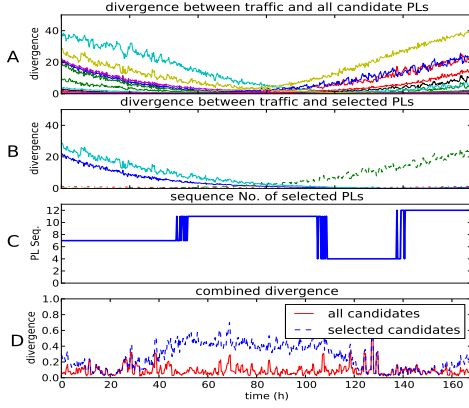 divergence between traffic and all candidate PLs
A
divergence
40
20
0
divergence between traffic and selected PLs
B
divergence
40
20
0
sequence No. of selected PLs
C
PL Seq.
12
10
8
6
4
2
0
combined divergence
D
divergence
1.0
0.8
0.6
0.4
0.2
0.0
all candidates
selected candidates
0 20 40 60 80 100 120 140 160
time (h)